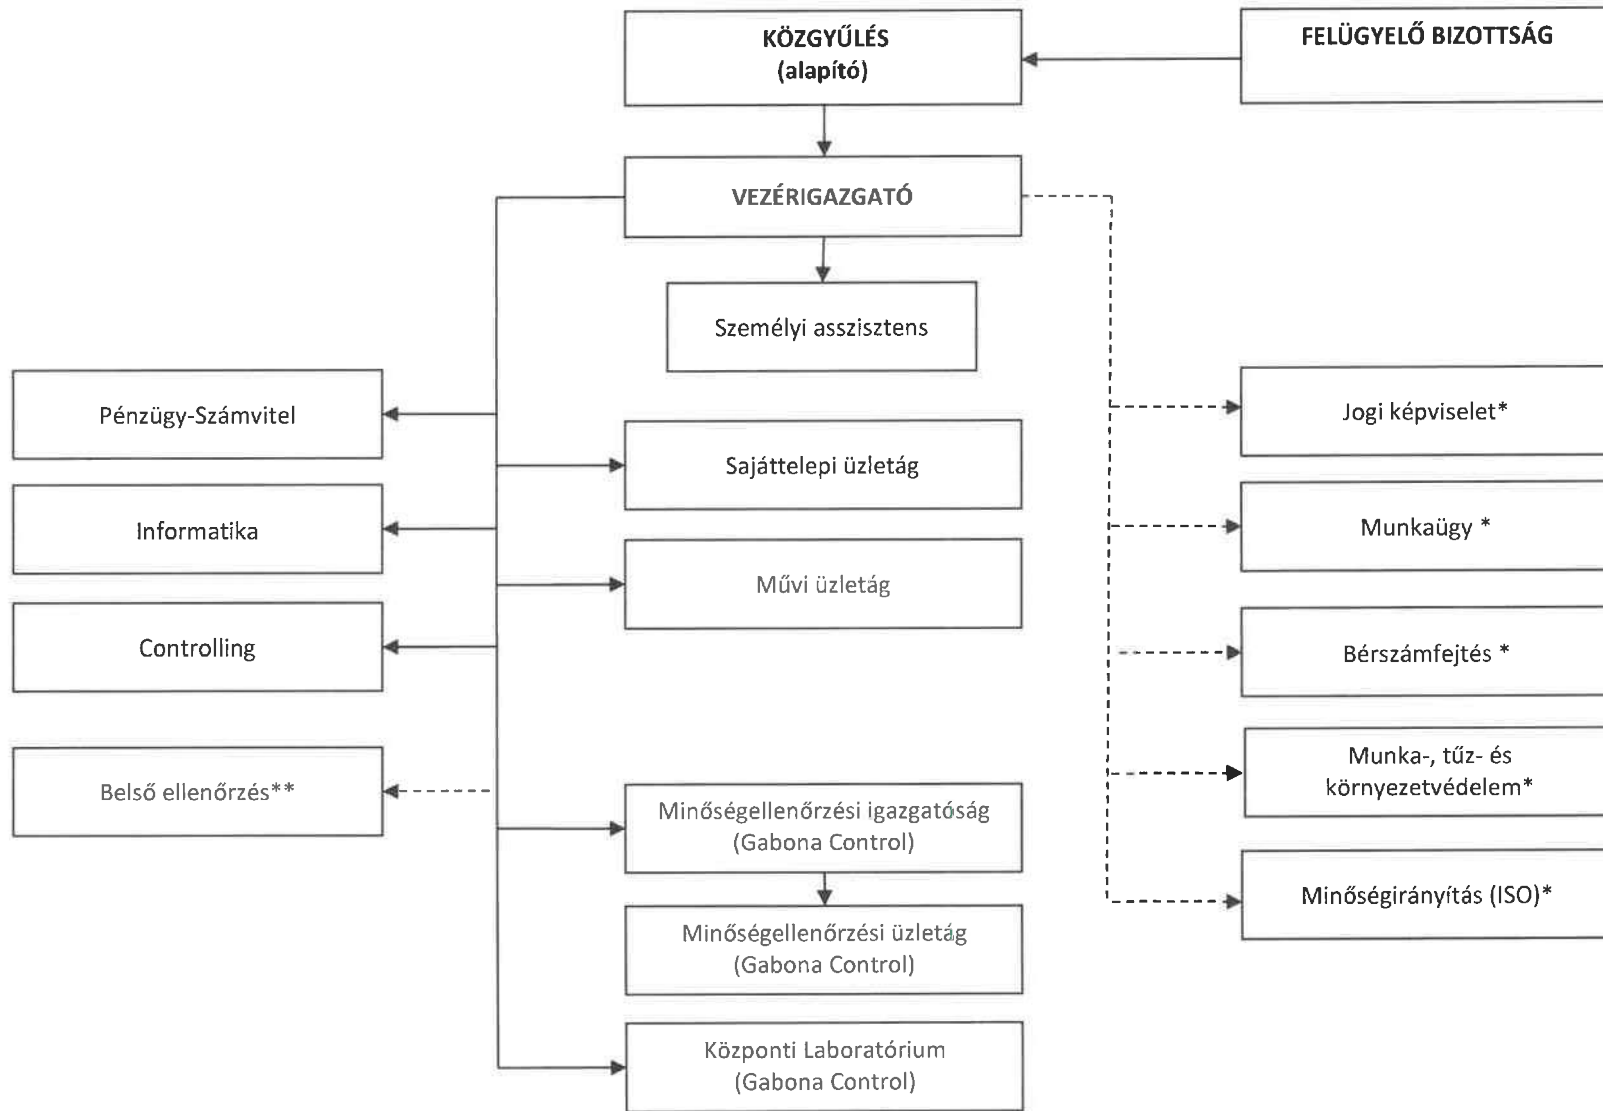 KÖZGYŰLÉS
(alapító)
FELÜGYELŐ BIZOTTSÁG
VEZÉRIGAZGATÓ
Személyi asszisztens
Pénzügy-Számvitel
Informatika
Controlling
Belső ellenőrzés**
Sajáttelepi üzletág
Művi üzletág
Minőségellenőrzési igazgatóság
(Gabona Control)
Minőségellenőrzési üzletág
(Gabona Control)
Központi Laboratórium
(Gabona Control)
Jogi képviselet*
Munkaügy *
Bérszámfejtés *
Munka-, tűz- és
környezetvédelem*
Minőségirányítás (ISO)*